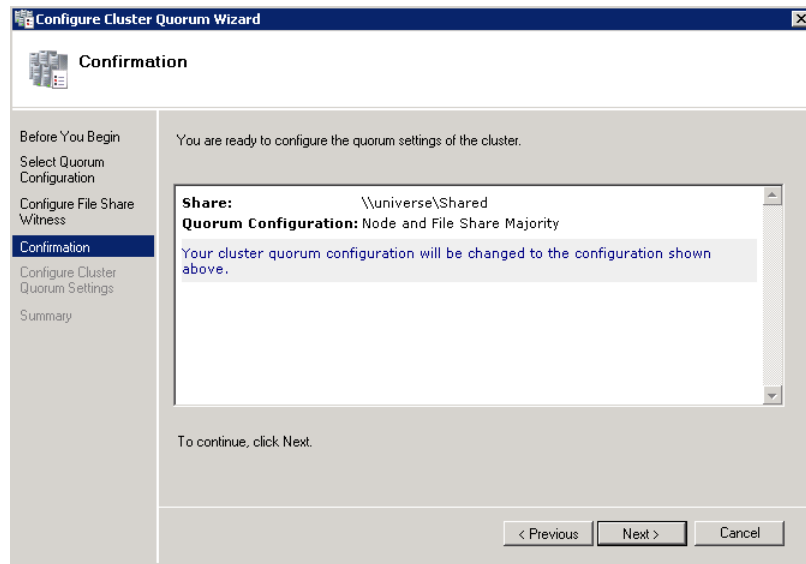 Configure Cluster Quorum Wizard
Confirmation
Before You Begin
Select Quorum
Configuration
Configure File Share
Witness
Confirmation
Configure Cluster
Quorum Settings
Summary
You are ready to configure the quorum settings of the cluster.
Share: \\universe\Shared
Quorum Configuration: Node and File Share Majority
Your cluster quorum configuration will be changed to the configuration shown
above.
To continue, click Next.
< Previous Next > Cancel